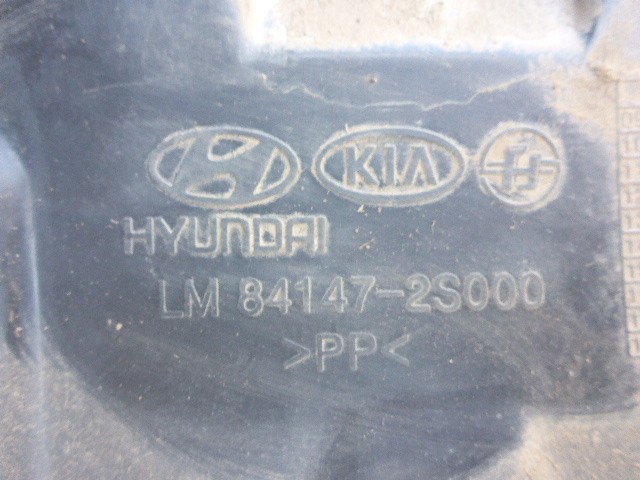 KIA
HYUNDAI
LM 84147-2S000
>PP<